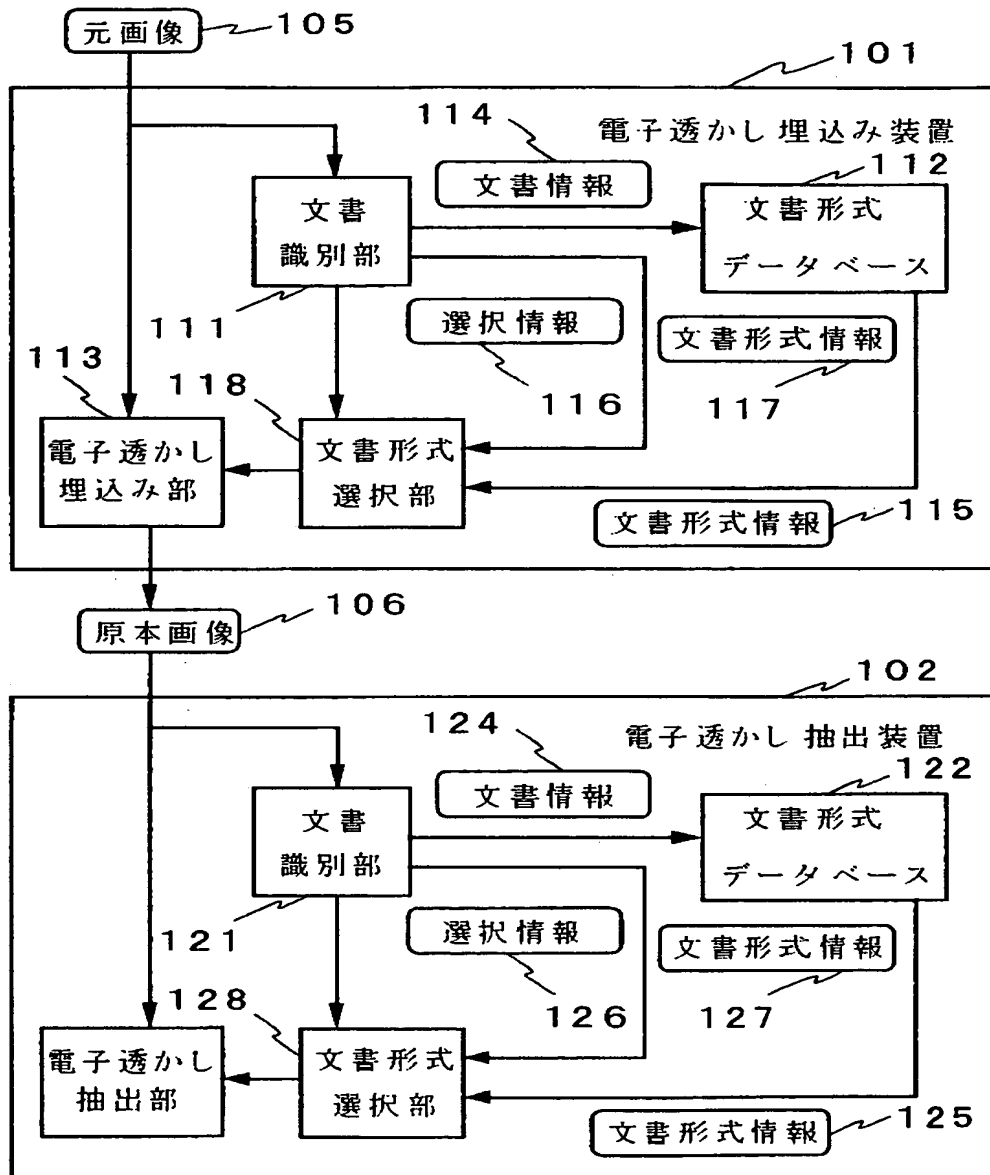 元画像 105
101
電子透かし 埋込み装置
114
文書情報
112
文書形式
データベース
文書
識別部
111
選択情報
116
文書形式情報
117
113
電子透かし
埋込み部
118
文書形式
選択部
文書形式情報 115
原本画像 106
102
電子透かし 抽出装置
124
文書情報
122
文書形式
データベース
文書
識別部
121
選択情報
126
文書形式情報
127
電子透かし
抽出部
128
文書形式
選択部
文書形式情報 125